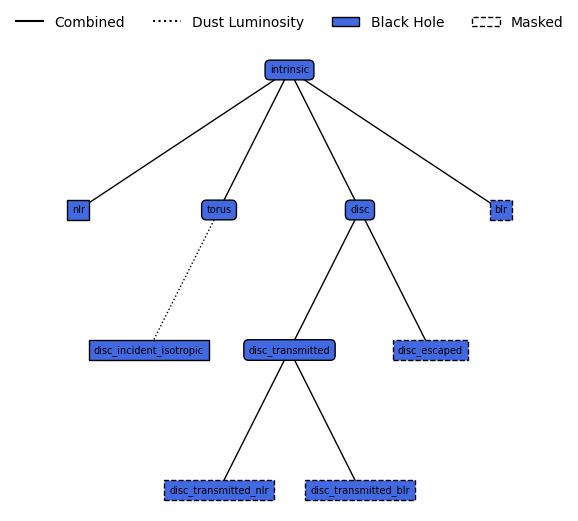 Combined Dust Luminosity Black Hole Masked
intrinsic
nlr torus disc blr
disc_incident_isotropic disc_transmitted disc_escaped
disc_transmitted_nlr disc_transmitted_blr